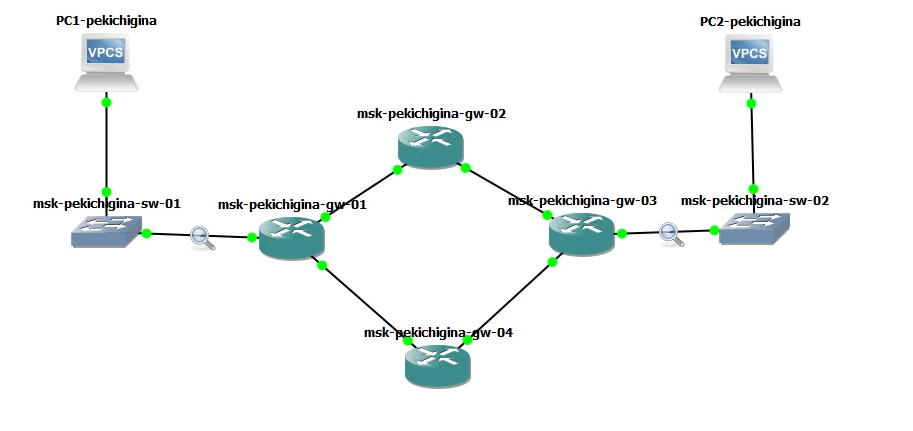 PC1-pekichigina
PC2-pekichigina
VPCS
VPCS
msk-pekichigina-gw-02
msk-pekichigina-sw-01
msk-pekichigina-gw-01
msk-pekichigina-gw-03
msk-pekichigina-sw-02
msk-pekichigina-gw-04